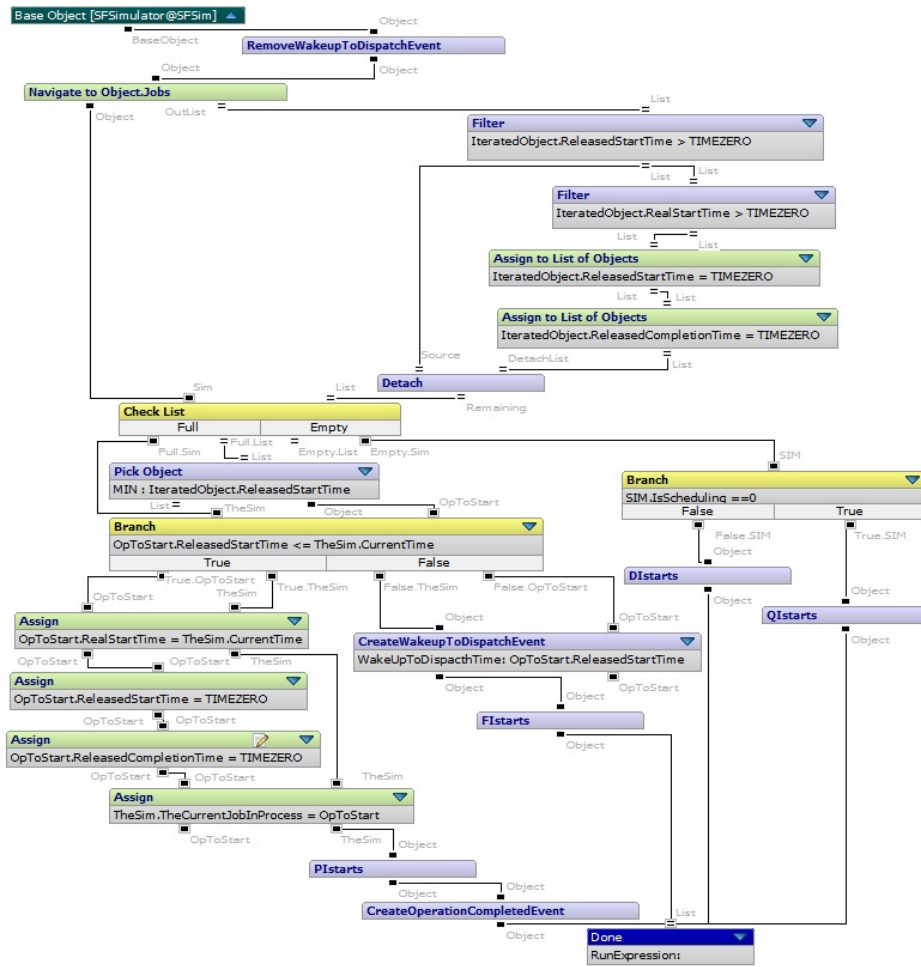 Base Object [SFSimulator@SFSim]
BaseObject
Object
RemoveWakeupToDispatchEvent
Object
Object
Navigate to Object.Jobs
Object
OutList
List
Filter
IteratedObject.ReleasedStartTime > TIMEZERO
List
List
Filter
IteratedObject.RealStartTime > TIMEZERO
List
List
Assign to List of Objects
IteratedObject.ReleasedStartTime = TIMEZERO
List
List
Assign to List of Objects
IteratedObject.ReleasedCompletionTime = TIMEZERO
Source
DetachList
List
Detach
Sim
List
Remaining
Check List
Full
Empty
Full.Sim
Full.List
List
Empty.List
Empty.Sim
SIM
Pick Object
MIN : IteratedObject.ReleasedStartTime
List
TheSim
Object
OpToStart
Branch
SIM.IsScheduling ==0
False
True
False.SIM
True.SIM
Branch
OpToStart.ReleasedStartTime <= TheSim.CurrentTime
True
False
True.OpToStart
True.TheSim
False.TheSim
False.OpToStart
Object
DIstarts
Object
Object
QIstarts
Object
OpToStart
TheSim
Assign
OpToStart.RealStartTime = TheSim.CurrentTime
OpToStart
OpToStart
TheSim
Object
OpToStart
CreateWakeupToDispatchEvent
WakeUpToDispacthTime: OpToStart.ReleasedStartTime
Object
Object
OpToStart
Assign
OpToStart.ReleasedStartTime = TIMEZERO
OpToStart
OpToStart
FIstarts
Object
Assign
OpToStart.ReleasedCompletionTime = TIMEZERO
OpToStart
OpToStart
TheSim
Assign
TheSim.TheCurrentJobInProcess = OpToStart
OpToStart
TheSim
Object
PIstarts
Object
Object
CreateOperationCompletedEvent
Object
List
Done
RunExpression: